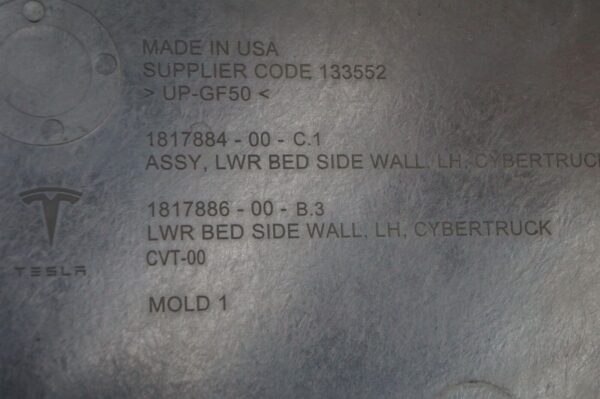 MADE IN USA
SUPPLIER CODE 133552
> UP-GF50 <
1817884 - 00 - C.1
ASSY, LWR BED SIDE WALL, LH, CYBERTRUCK
1817886 - 00 - B.3
LWR BED SIDE WALL, LH, CYBERTRUCK
CVT-00
TESLA
MOLD 1